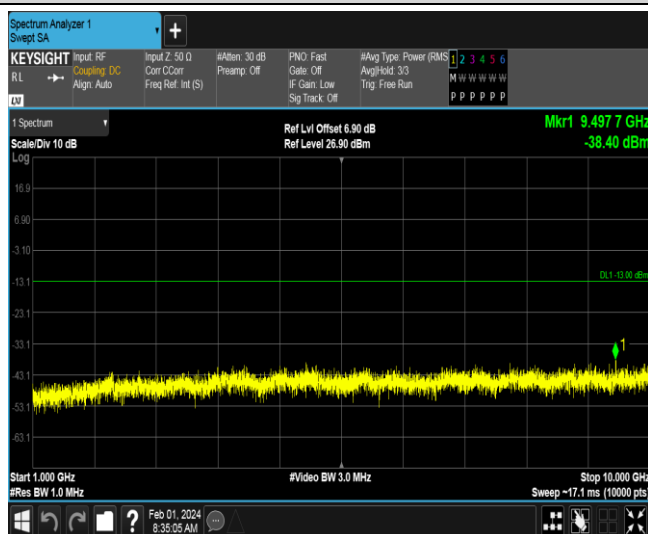 Spectrum Analyzer 1
Swept SA
+
KEYSIGHT
RL
LXI
Input: RF
Coupling: DC
Align: Auto
Input Z: 50 Ω
Corr CCorr
Freq Ref: Int (S)
#Atten: 30 dB
Preamp: Off
PNO: Fast
Gate: Off
IF Gain: Low
Sig Track: Off
#Avg Type: Power (RMS
Avg|Hold: 3/3
Trig: Free Run
1 2 3 4 5 6
M W W W W W
P P P P P P
1 Spectrum
Scale/Div 10 dB
Log
Ref Lvl Offset 6.90 dB
Ref Level 26.90 dBm
Mkr1 9.497 7 GHz
-38.40 dBm
16.9
6.90
-3.10
-13.1
DL1 -13.00 dBm
-23.1
-33.1
1
-43.1
-53.1
-63.1
Start 1.000 GHz
#Res BW 1.0 MHz
#Video BW 3.0 MHz
Stop 10.000 GHz
Sweep ~17.1 ms (10000 pts)
?
Feb 01, 2024
8:35:05 AM